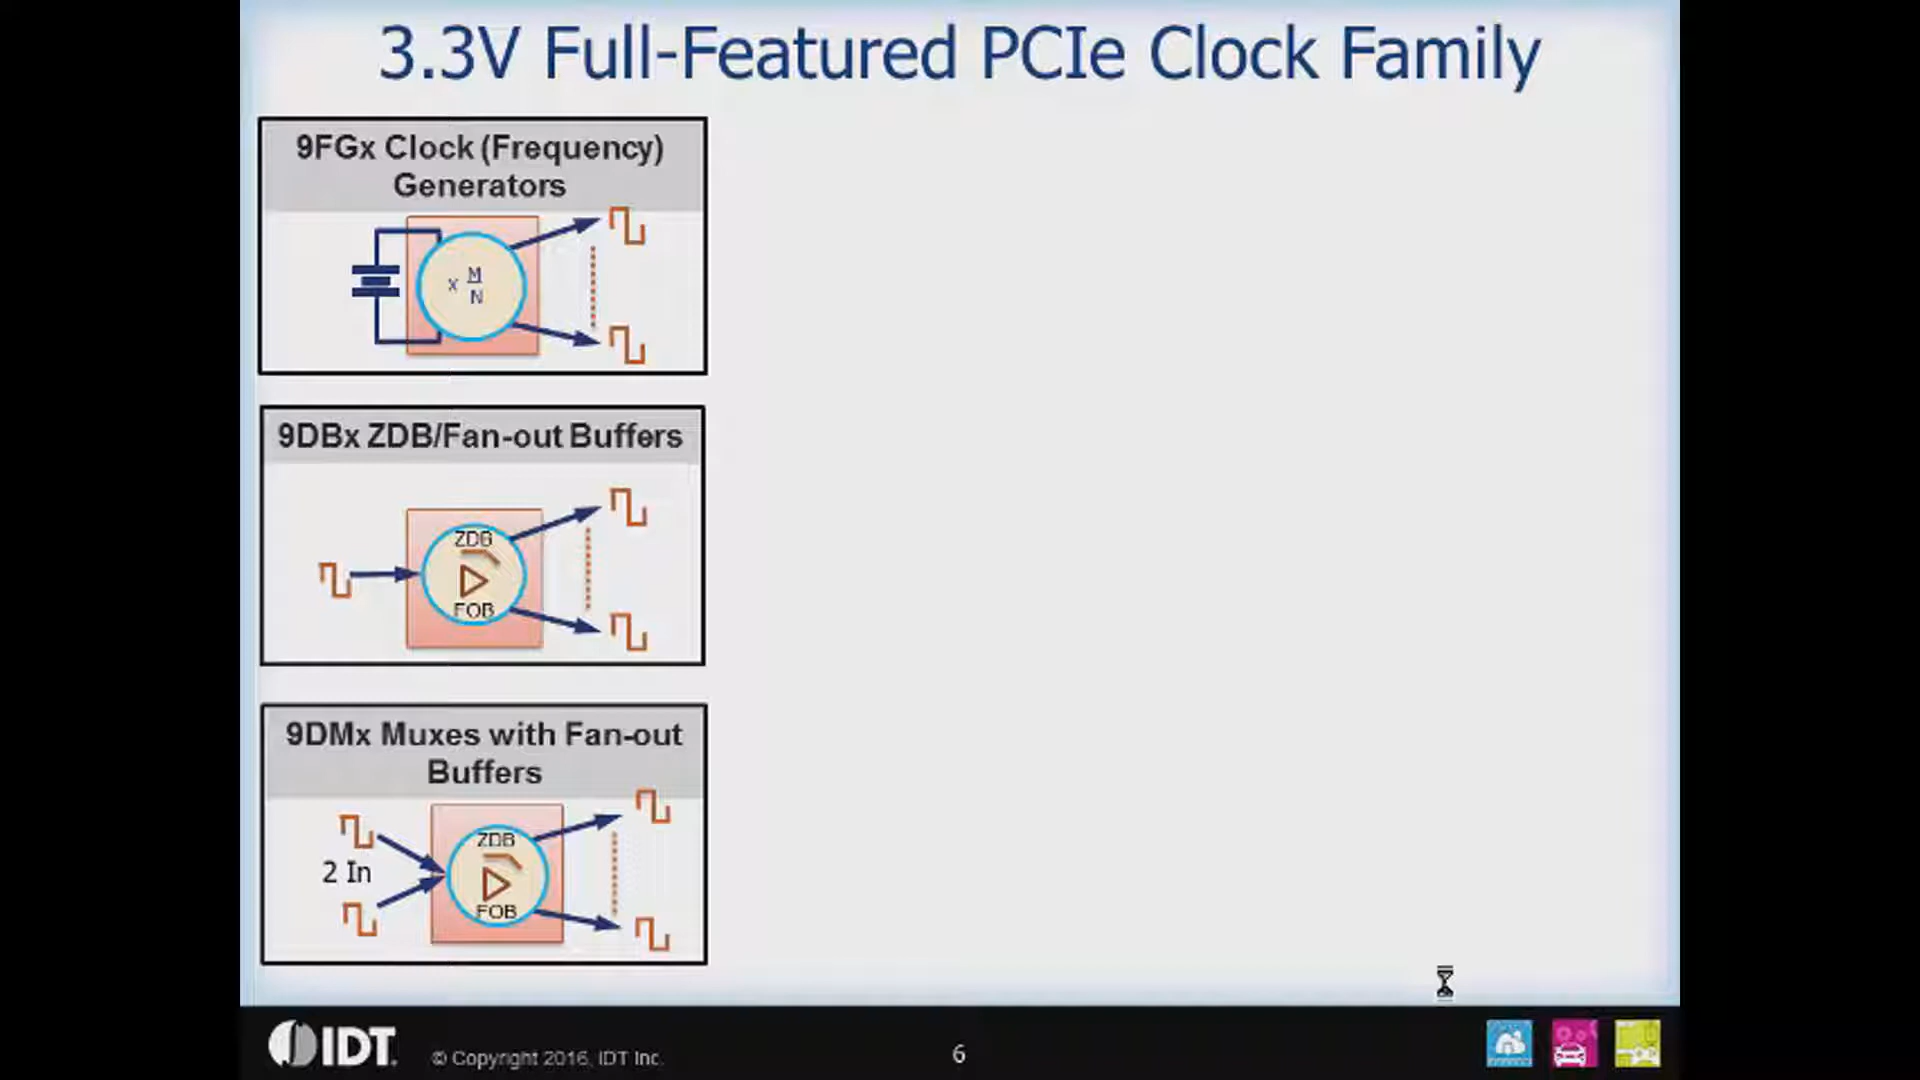 3.3V Full-Featured PCIe Clock Family
9FGx Clock (Frequency)
Generators
x M
N
9DBx ZDB/Fan-out Buffers
ZDB
FOB
9DMx Muxes with Fan-out
Buffers
ZDB
2 In
FOB
IDT.
© Copyright 2016, IDT Inc.
6